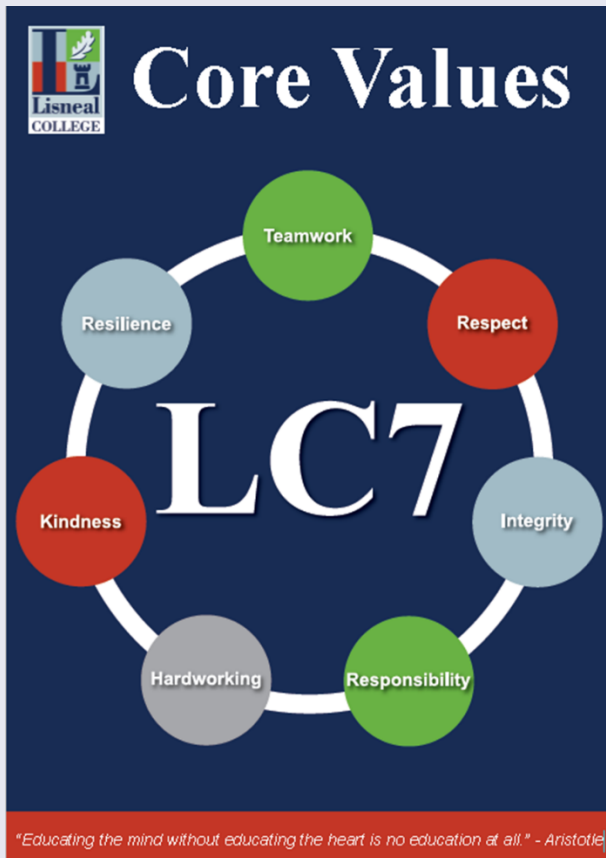 Lisneal
COLLEGE
Core Values
Teamwork
Respect
Integrity
Responsibility
Hardworking
Kindness
Resilience
LC7
"Educating the mind without educating the heart is no education at all." - Aristotle